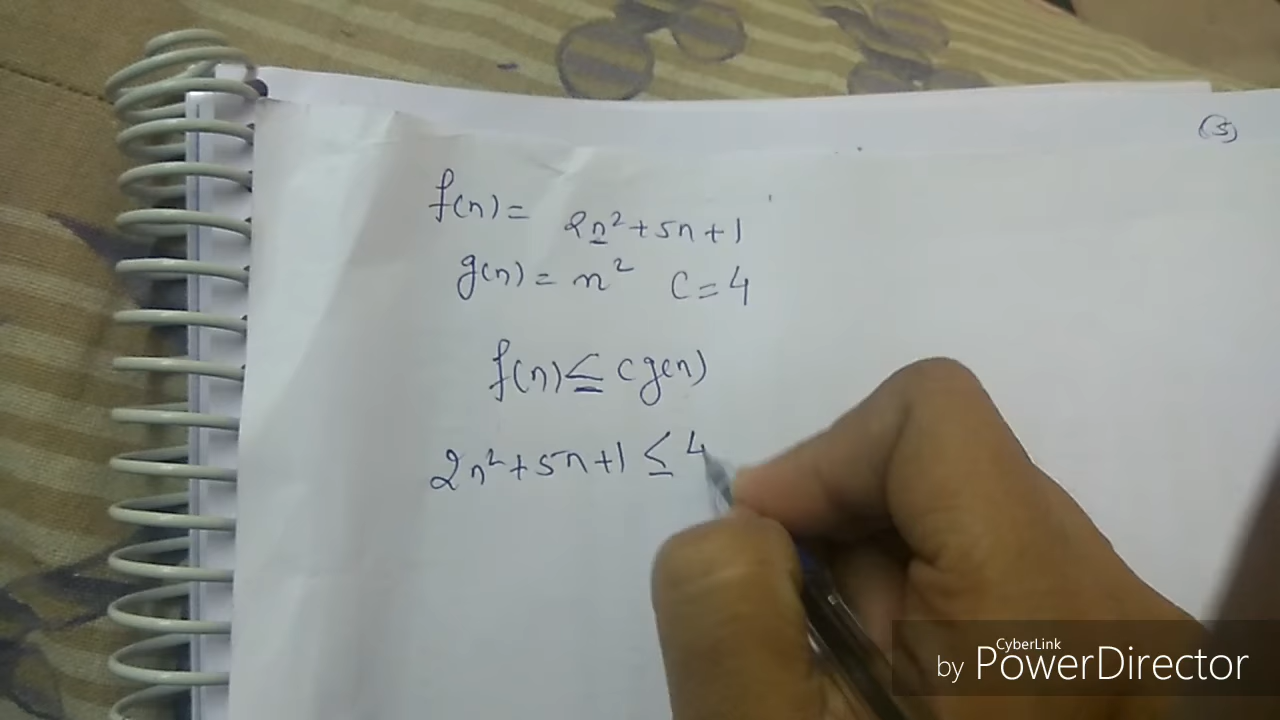 (5)
f(n) = 2n² + 5n + 1
g(n) = n² C = 4
f(n) ≤ c g(n)
2n² + 5n + 1 ≤ 4
CyberLink
by PowerDirector